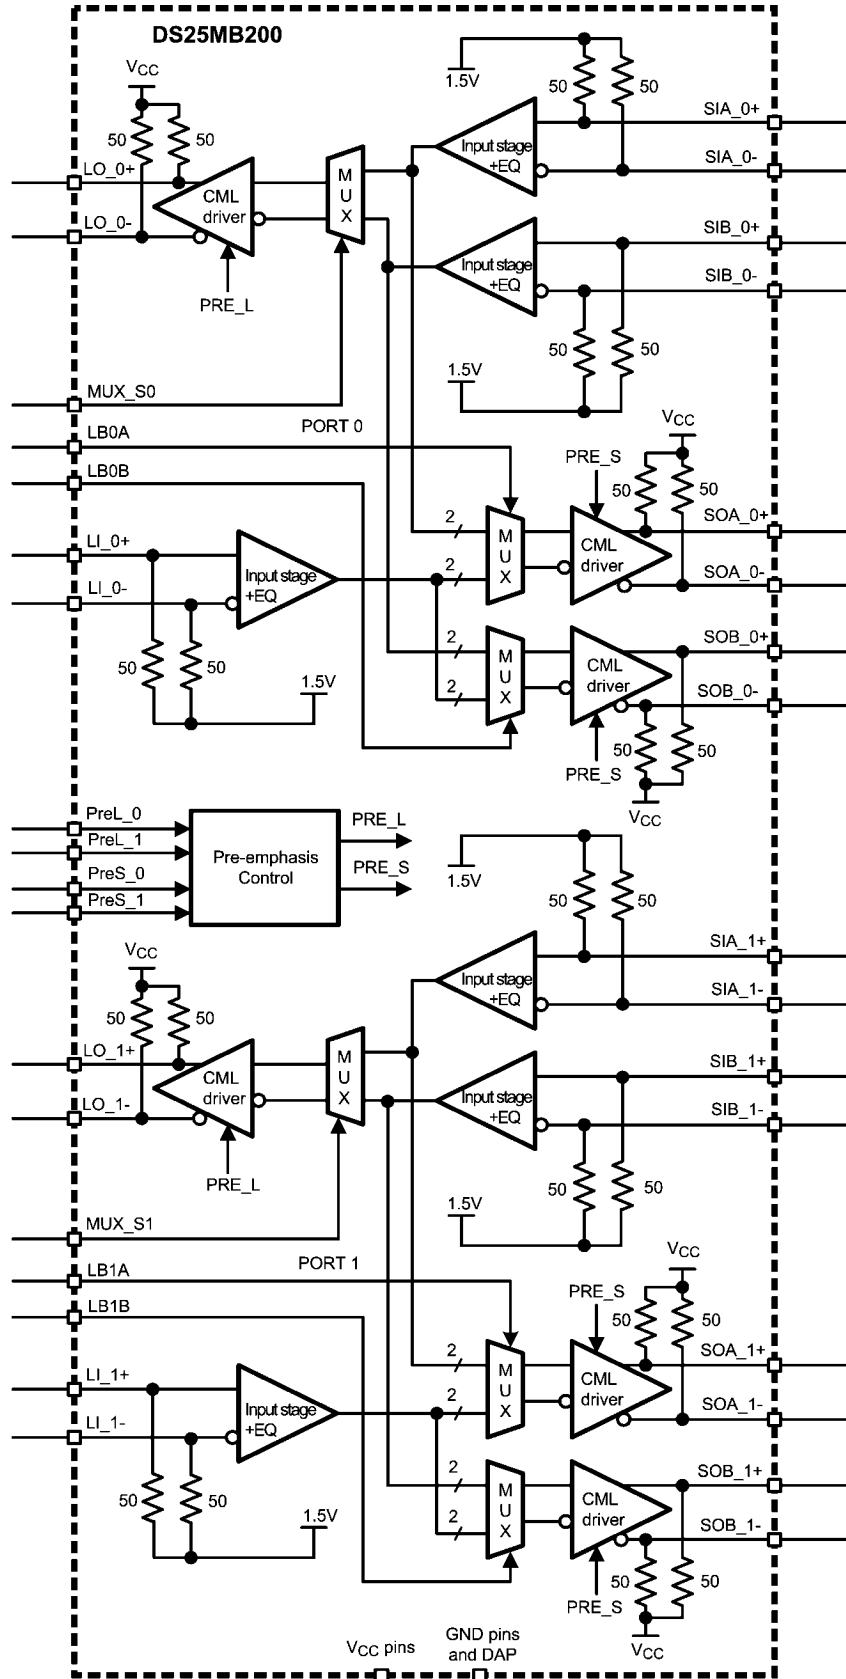 DS25MB200
VCC
50
50
1.5V
50
50
SIA_0+
SIA_0-
Input stage
+EQ
LO_0+
LO_0-
CML
driver
MUX
PRE_L
SIB_0+
SIB_0-
Input stage
+EQ
50
50
1.5V
MUX_S0
PORT 0
LB0A
LB0B
VCC
PRE_S
50
50
2
2
MUX
CML
driver
SOA_0+
SOA_0-
LI_0+
LI_0-
Input stage
+EQ
50
50
1.5V
2
2
MUX
CML
driver
SOB_0+
SOB_0-
PRE_S
50
50
VCC
PreL_0
PreL_1
PreS_0
PreS_1
Pre-emphasis
Control
PRE_L
PRE_S
1.5V
50
50
SIA_1+
SIA_1-
Input stage
+EQ
VCC
50
50
LO_1+
LO_1-
CML
driver
MUX
PRE_L
SIB_1+
SIB_1-
Input stage
+EQ
50
50
1.5V
MUX_S1
PORT 1
LB1A
LB1B
VCC
PRE_S
50
50
2
2
MUX
CML
driver
SOA_1+
SOA_1-
LI_1+
LI_1-
Input stage
+EQ
50
50
1.5V
2
2
MUX
CML
driver
SOB_1+
SOB_1-
PRE_S
50
50
VCC
VCC pins
GND pins
and DAP